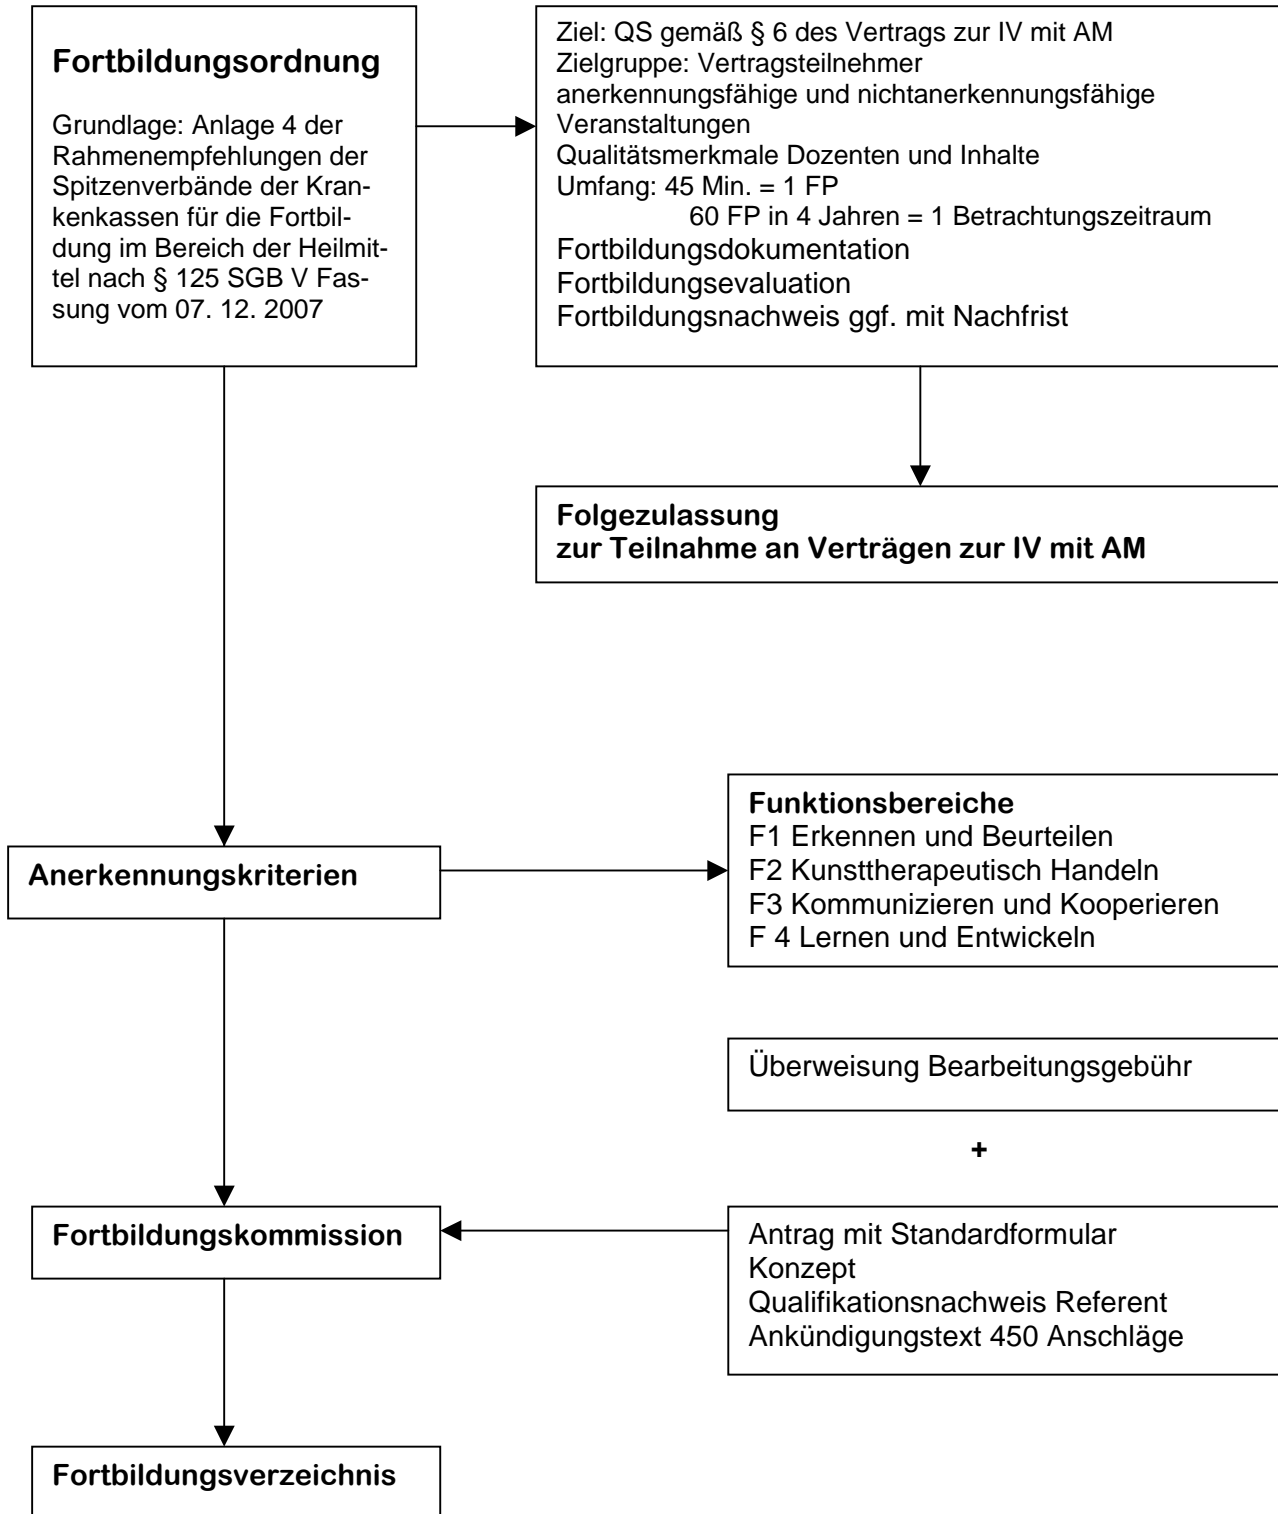 Fortbildungsordnung
Grundlage: Anlage 4 der
Rahmenempfehlungen der
Spitzenverbände der Kran-
kenkassen für die Fortbil-
dung im Bereich der Heilmit-
tel nach § 125 SGB V Fas-
sung vom 07. 12. 2007
Ziel: QS gemäß § 6 des Vertrags zur IV mit AM
Zielgruppe: Vertragsteilnehmer
anerkennungsfähige und nichtanerkennungsfähige
Veranstaltungen
Qualitätsmerkmale Dozenten und Inhalte
Umfang: 45 Min. = 1 FP
60 FP in 4 Jahren = 1 Betrachtungszeitraum
Fortbildungsdokumentation
Fortbildungsevaluation
Fortbildungsnachweis ggf. mit Nachfrist
Folgezulassung
zur Teilnahme an Verträgen zur IV mit AM
Anerkennungskriterien
Funktionsbereiche
F1 Erkennen und Beurteilen
F2 Kunsttherapeutisch Handeln
F3 Kommunizieren und Kooperieren
F 4 Lernen und Entwickeln
Überweisung Bearbeitungsgebühr
+
Fortbildungskommission
Antrag mit Standardformular
Konzept
Qualifikationsnachweis Referent
Ankündigungstext 450 Anschläge
Fortbildungsverzeichnis